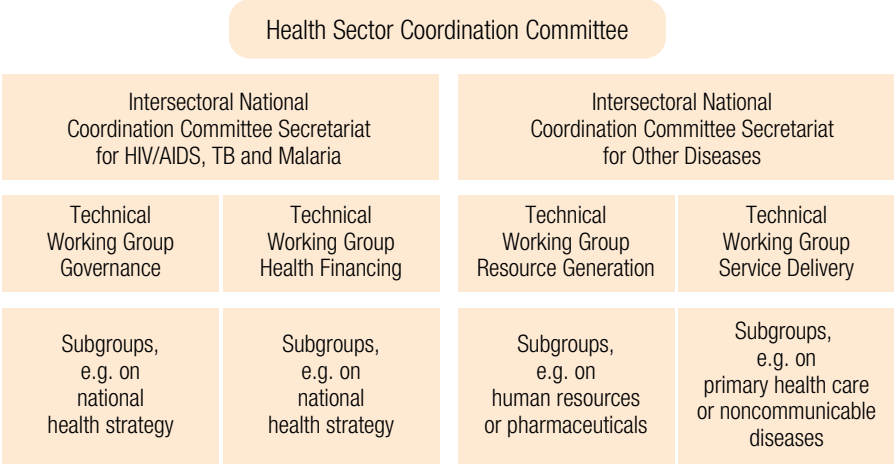 Health Sector Coordination Committee
Intersectoral National
Coordination Committee Secretariat
for HIV/AIDS, TB and Malaria
Intersectoral National
Coordination Committee Secretariat
for Other Diseases
Technical
Working Group
Governance
Technical
Working Group
Health Financing
Technical
Working Group
Resource Generation
Technical
Working Group
Service Delivery
Subgroups,
e.g. on
national
health strategy
Subgroups,
e.g. on
national
health strategy
Subgroups,
e.g. on
human resources
or pharmaceuticals
Subgroups,
e.g. on
primary health care
or noncommunicable
diseases